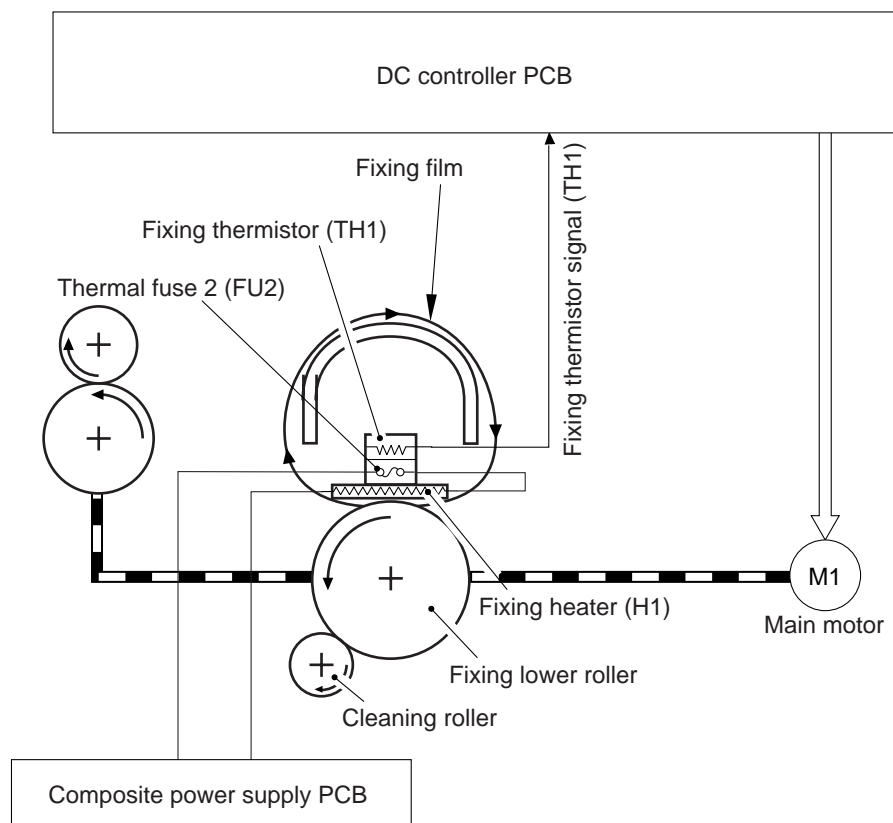 DC controller PCB
Fixing film
Fixing thermistor signal (TH1)
Fixing thermistor (TH1)
Thermal fuse 2 (FU2)
M1
Main motor
Fixing heater (H1)
Fixing lower roller
Cleaning roller
Composite power supply PCB